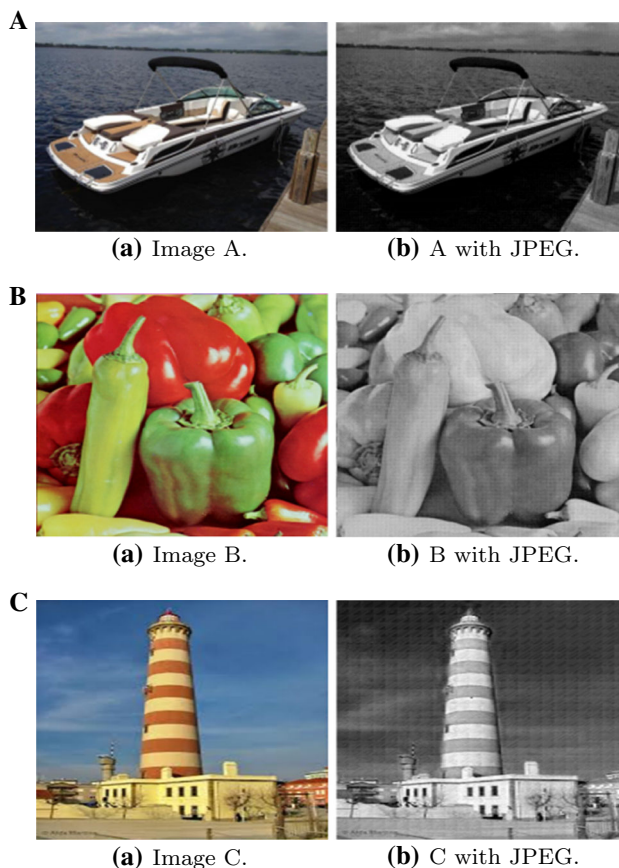 A
(a) Image A.
(b) A with JPEG.
B
(a) Image B.
(b) B with JPEG.
C
(a) Image C.
(b) C with JPEG.